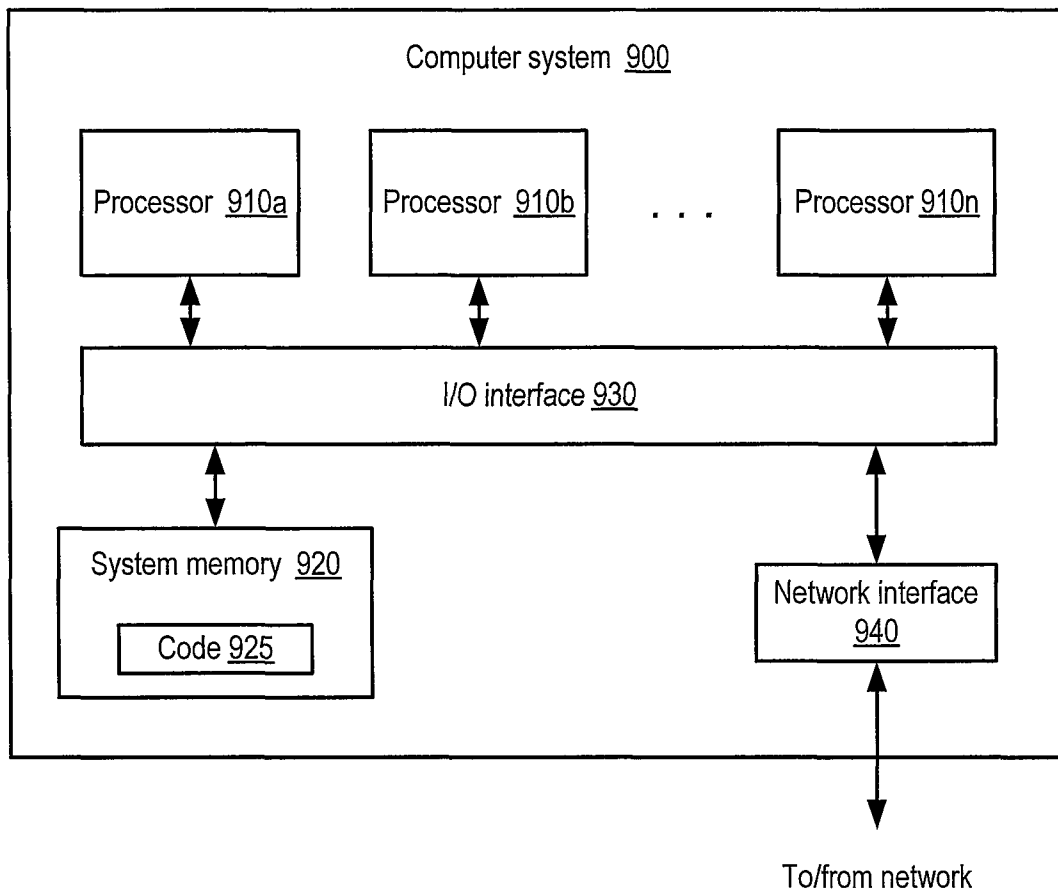 Computer system 900
Processor 910a
Processor 910b
. . .
Processor 910n
I/O interface 930
System memory 920
Code 925
Network interface
940
To/from network